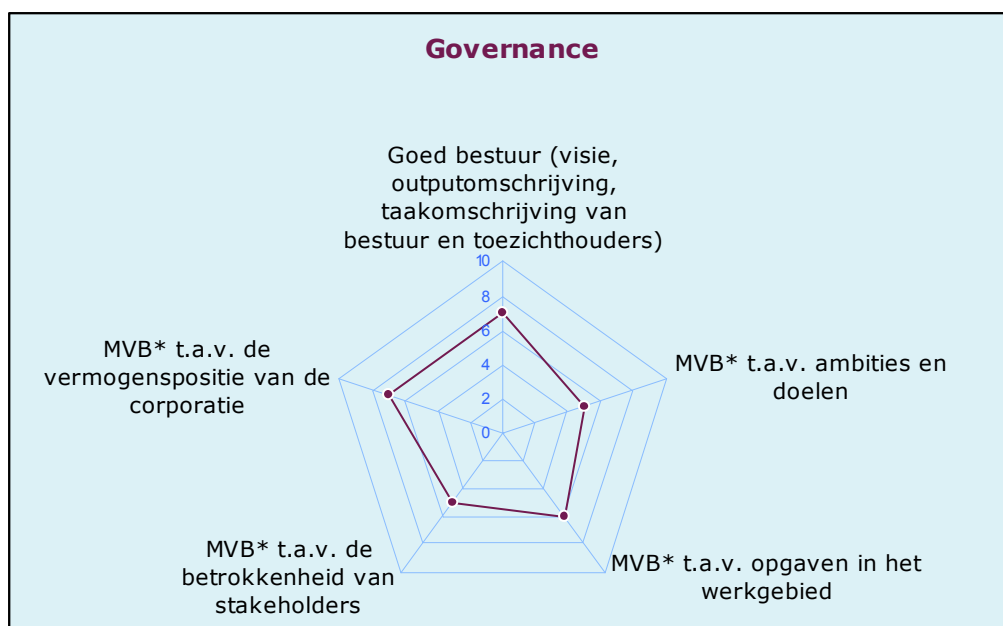 Governance
Goed bestuur (visie,
outputomschrijving,
taakomschrijving van
bestuur en toezichthouders)
10
8
6
4
2
0
MVB* t.a.v. ambities en
doelen
MVB* t.a.v. opgaven in het
werkgebied
MVB* t.a.v. de
betrokkenheid van
stakeholders
MVB* t.a.v. de
vermogenspositie van de
corporatie